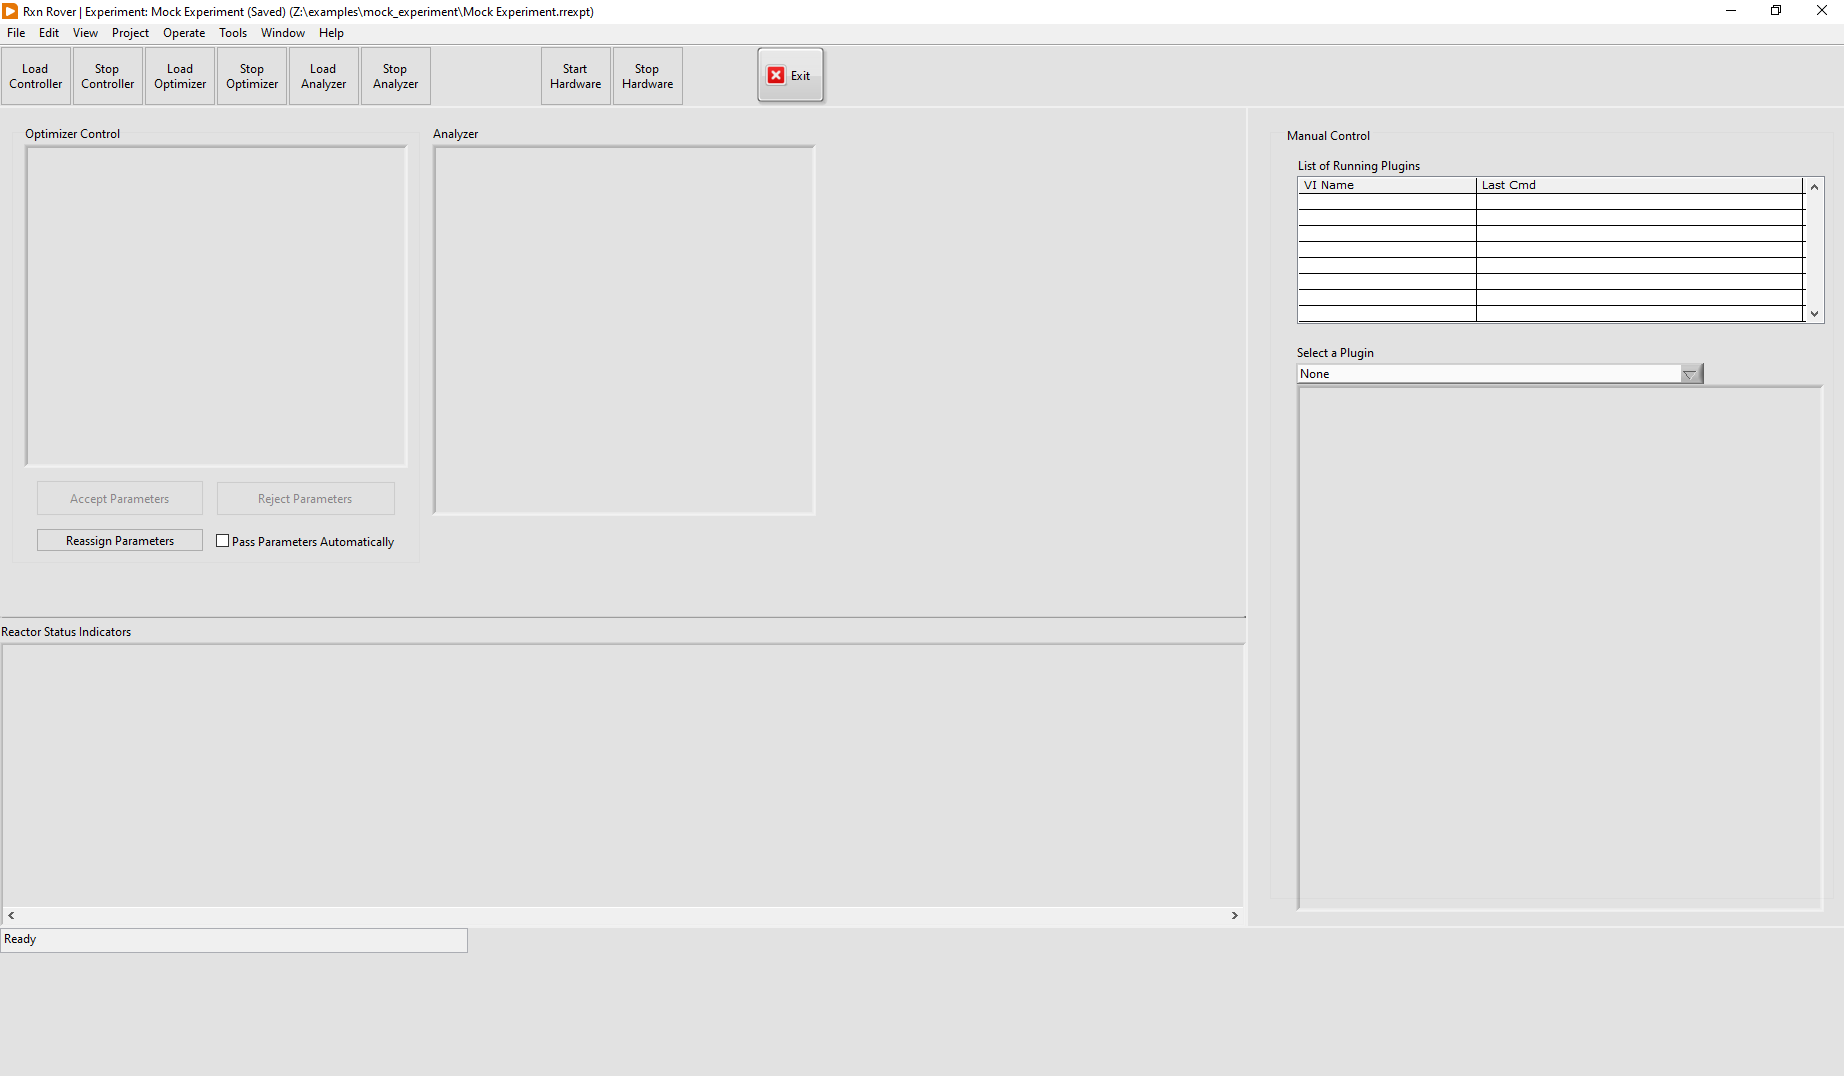 Rxn Rover | Experiment: Mock Experiment (Saved) (Z:\examples\mock_experiment\Mock Experiment.rrexpt)
File Edit View Project Operate Tools Window Help
Load Controller
Stop Controller
Load Optimizer
Stop Optimizer
Load Analyzer
Stop Analyzer
Start Hardware
Stop Hardware
Exit
Optimizer Control
Analyzer
Accept Parameters
Reject Parameters
Reassign Parameters
Pass Parameters Automatically
Manual Control
List of Running Plugins
VI Name Last Cmd
Select a Plugin
None
Reactor Status Indicators
Ready